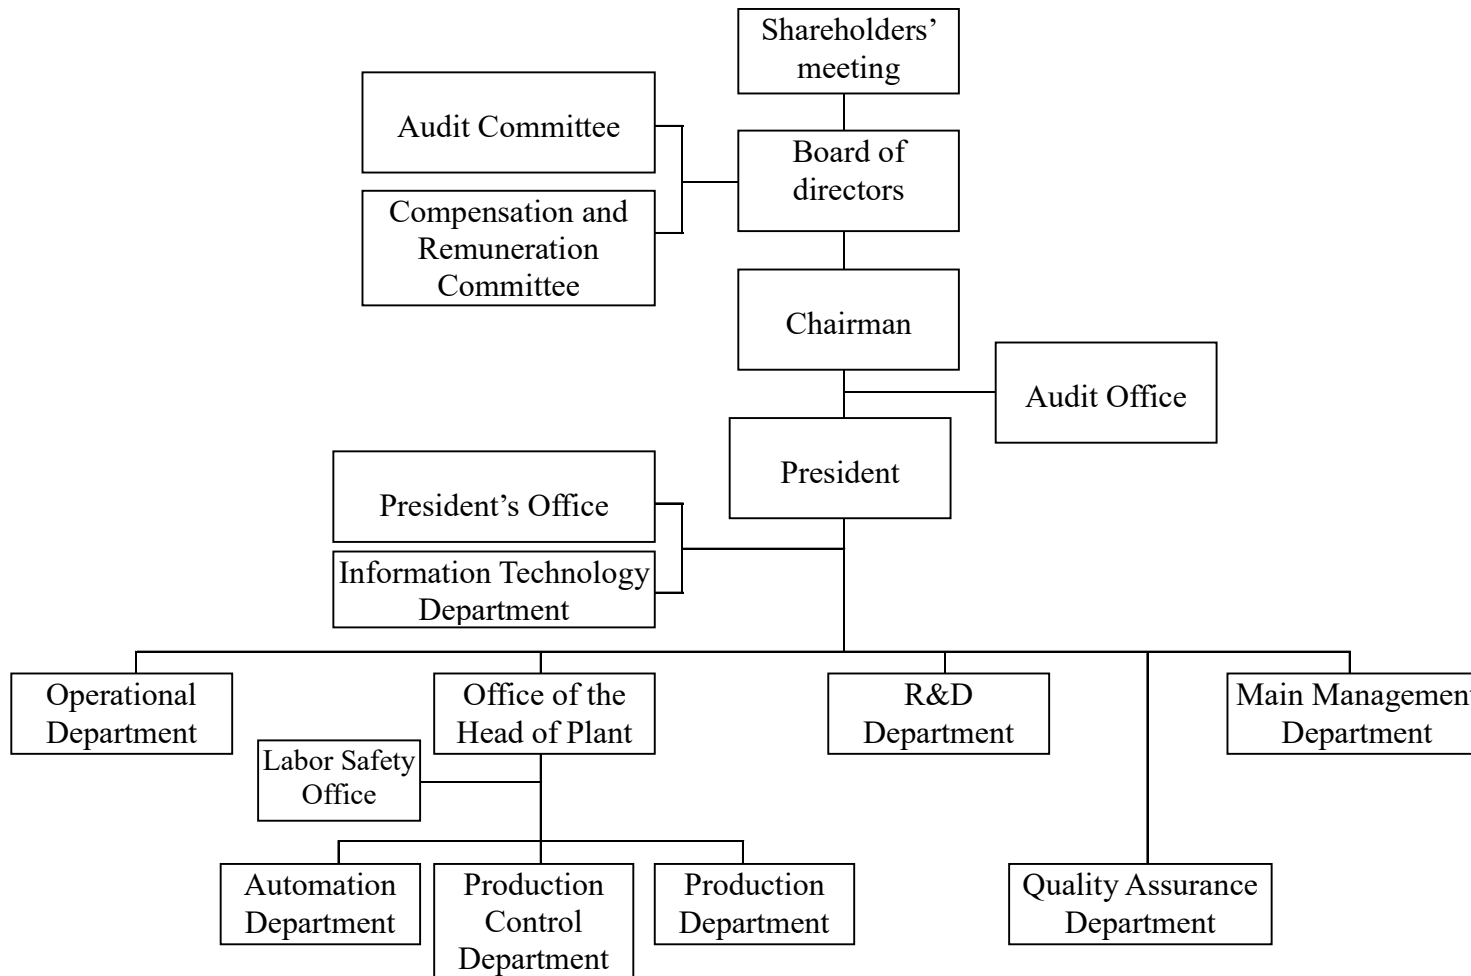 Shareholders’
meeting
Audit Committee
Board of
directors
Compensation and
Remuneration
Committee
Chairman
Audit Office
President
President’s Office
Information Technology
Department
Operational
Department
Office of the
Head of Plant
R&D
Department
Main Management
Department
Labor Safety
Office
Automation
Department
Production
Control
Department
Production
Department
Quality Assurance
Department